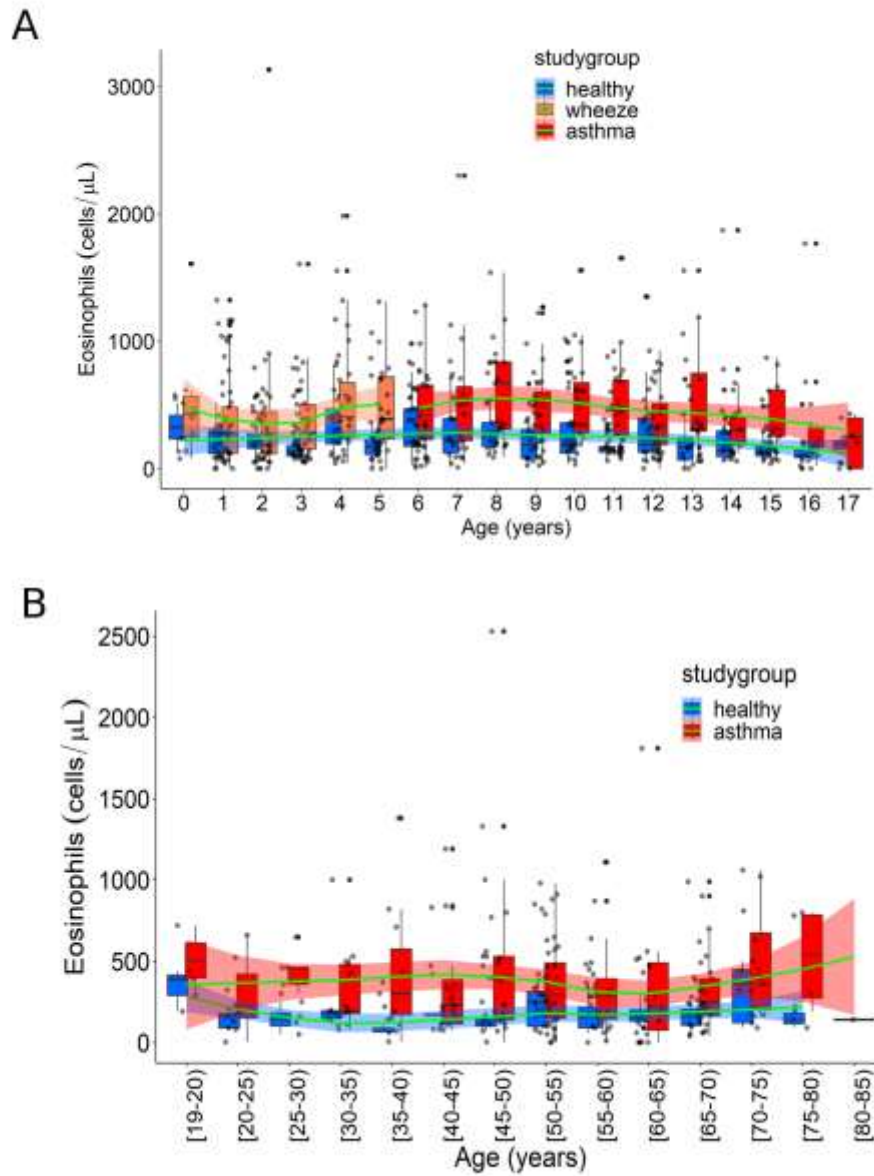 A
studygroup
healthy
wheeze
asthma
Eosinophils (cells/μL)
3000
2000
1000
0
0 1 2 3 4 5 6 7 8 9 10 11 12 13 14 15 16 17
Age (years)
B
studygroup
healthy
asthma
Eosinophils (cells/μL)
2500
2000
1500
1000
500
0
[19-20) [20-25) [25-30) [30-35) [35-40) [40-45) [45-50) [50-55) [55-60) [60-65) [65-70) [70-75) [75-80) [80-85)
Age (years)